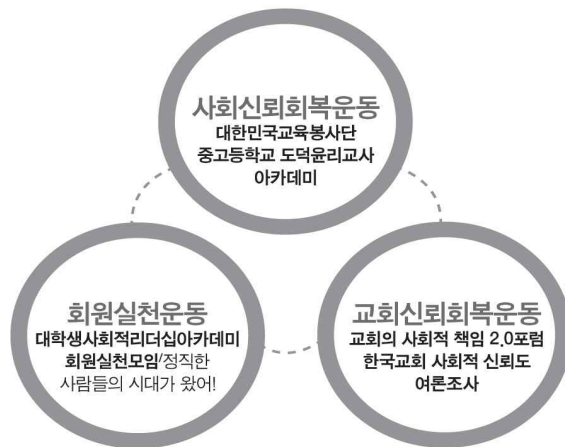 사회신뢰회복운동
대한민국교육봉사단
중고등학교 도덕윤리교사
아카데미
회원실천운동
대학생사회적리더십아카데미
회원실천모임/정직한
사람들의 시대가 왔어!
교회신뢰회복운동
교회의 사회적 책임 2.0포럼
한국교회 사회적 신뢰도
여론조사